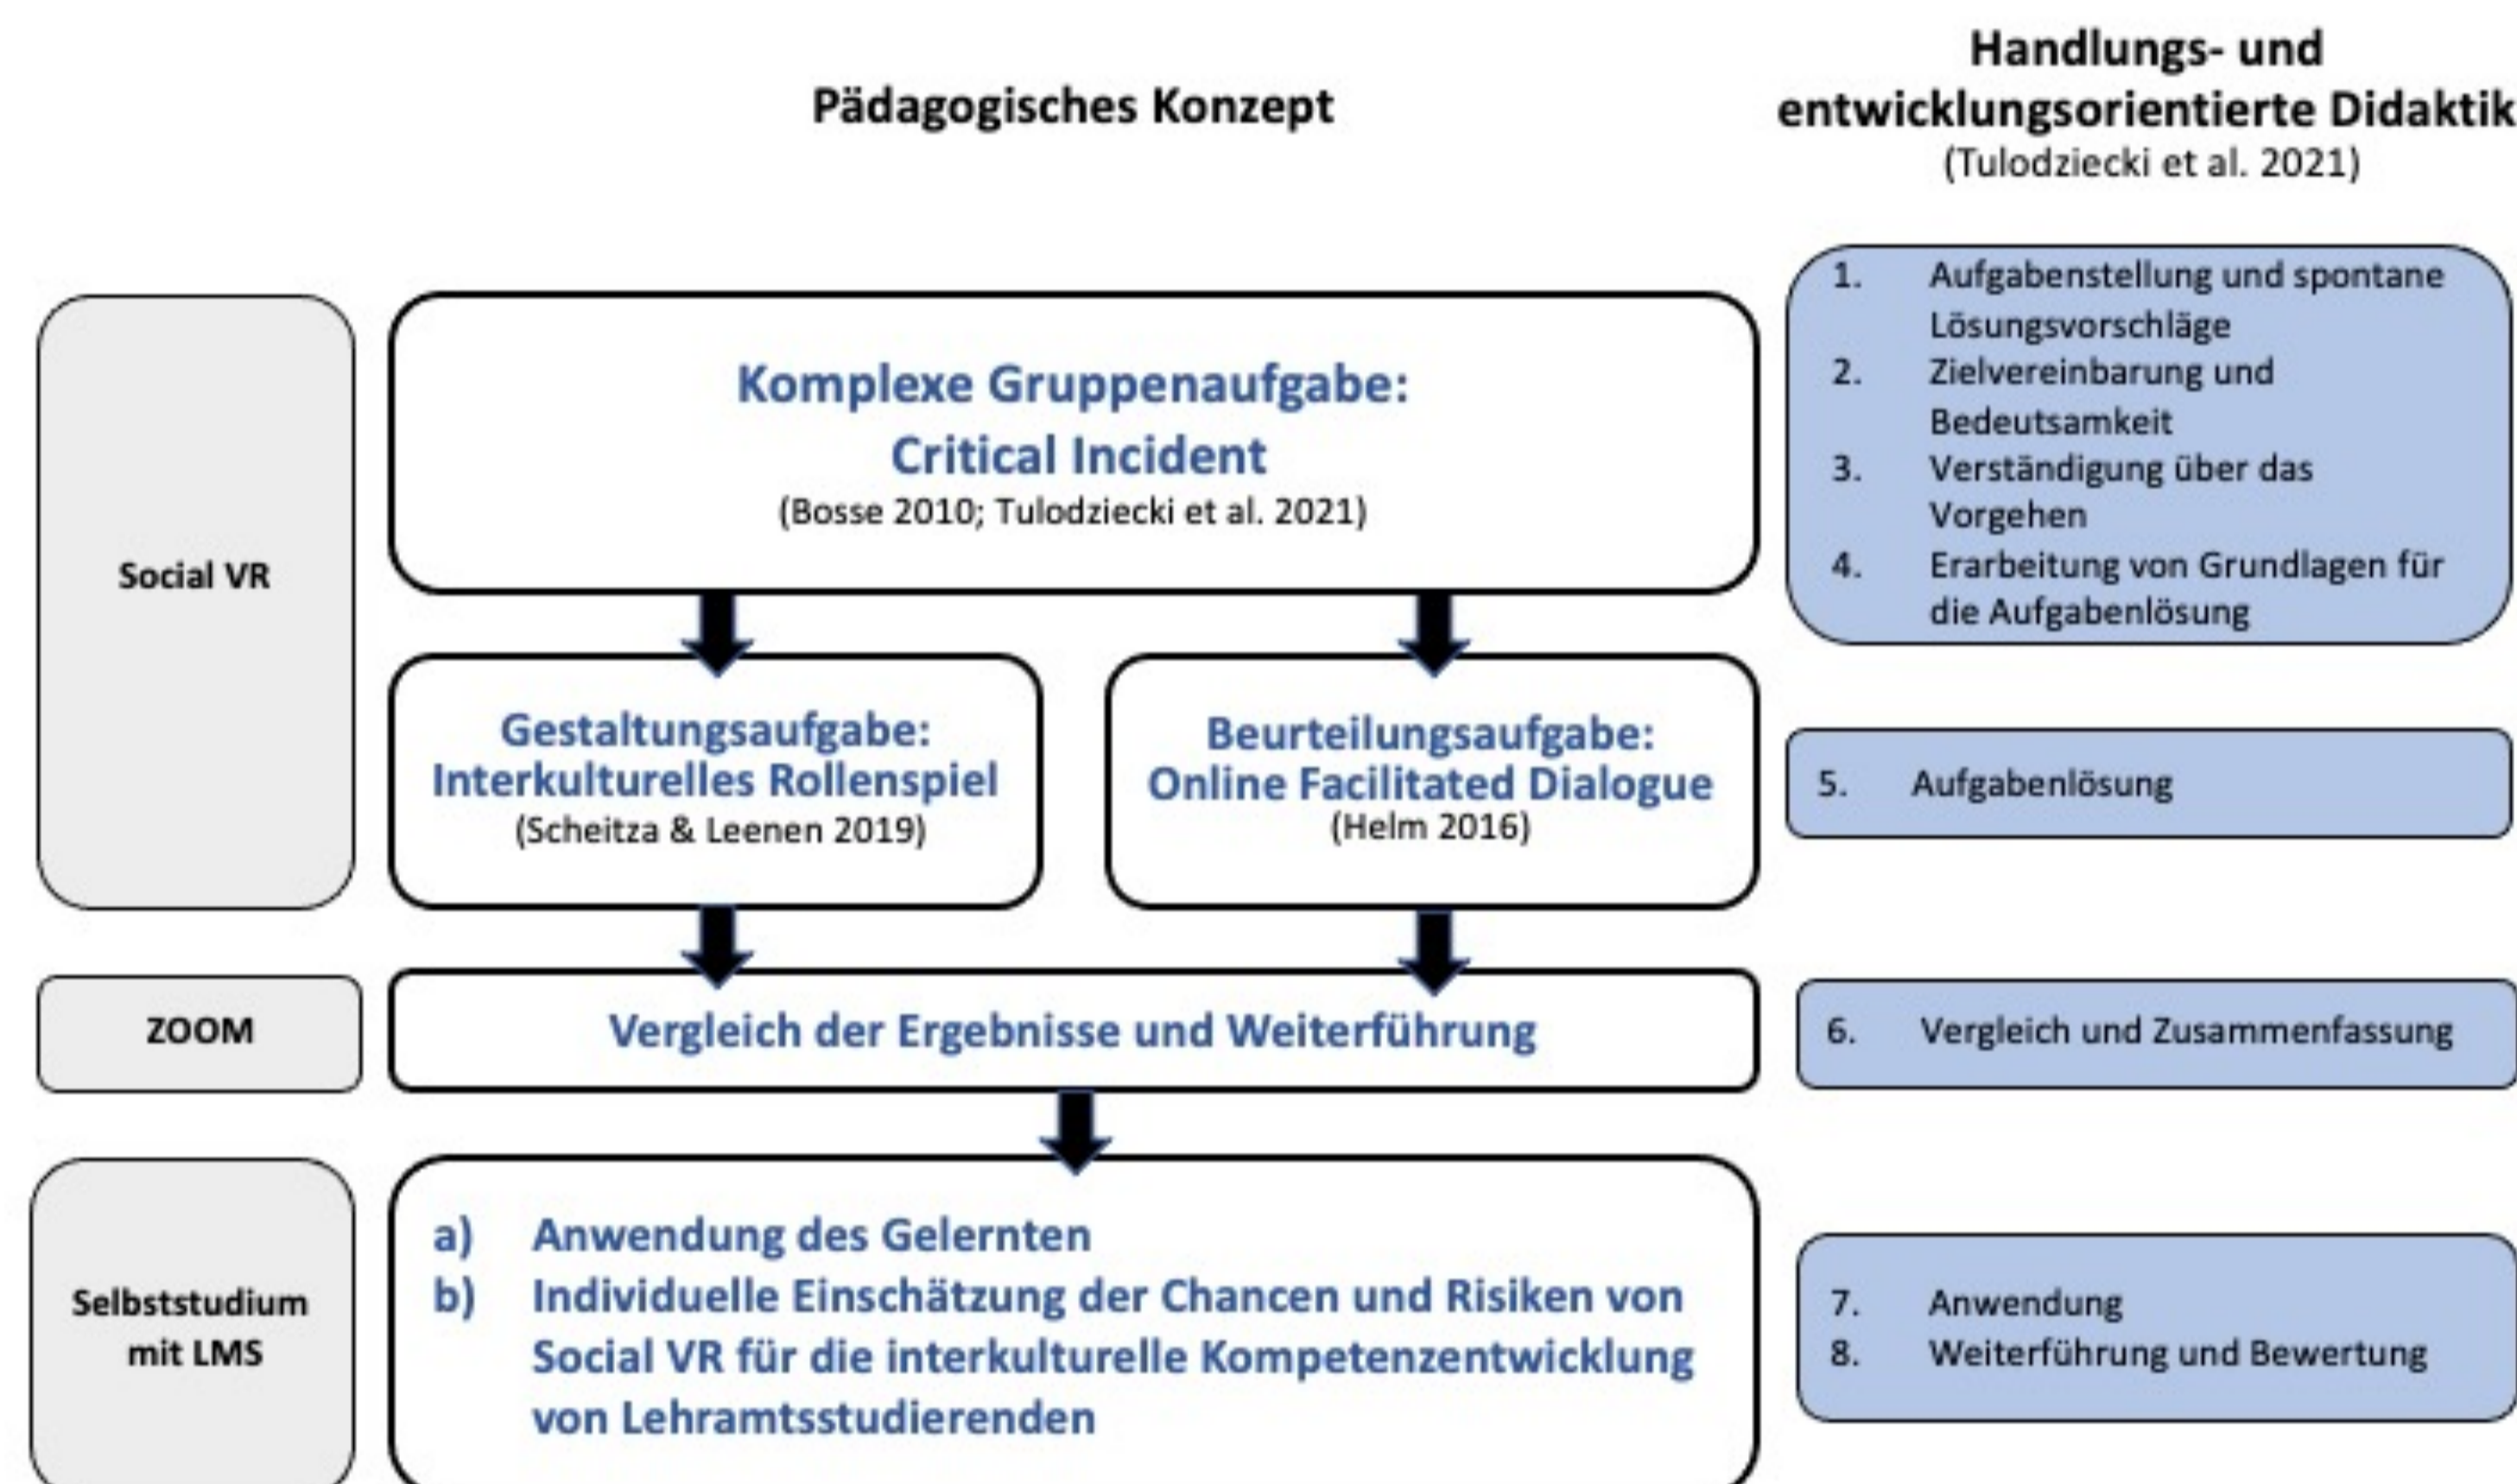 Pädagogisches Konzept
Handlungs- und
entwicklungsorientierte Didaktik
(Tulodziecki et al. 2021)
Social VR
Komplexe Gruppenaufgabe:
Critical Incident
(Bosse 2010; Tulodziecki et al. 2021)
1. Aufgabenstellung und spontane
Lösungsvorschläge
2. Zielvereinbarung und
Bedeutsamkeit
3. Verständigung über das
Vorgehen
4. Erarbeitung von Grundlagen für
die Aufgabenlösung
Gestaltungsaufgabe:
Interkulturelles Rollenspiel
(Scheitza & Leenen 2019)
Beurteilungsaufgabe:
Online Facilitated Dialogue
(Helm 2016)
5. Aufgabenlösung
ZOOM
Vergleich der Ergebnisse und Weiterführung
6. Vergleich und Zusammenfassung
Selbststudium
mit LMS
a) Anwendung des Gelernten
b) Individuelle Einschätzung der Chancen und Risiken von
Social VR für die interkulturelle Kompetenzentwicklung
von Lehramtsstudierenden
7. Anwendung
8. Weiterführung und Bewertung